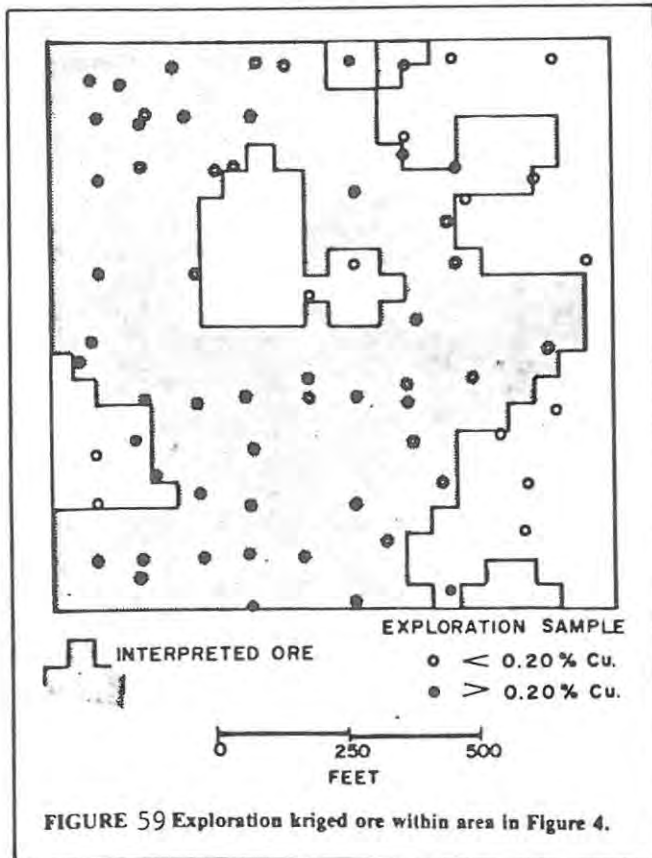 INTERPRETED ORE
EXPLORATION SAMPLE
< 0.20% Cu.
> 0.20% Cu.
0 250 500
FEET
FIGURE 59 Exploration kriged ore within area in Figure 4.